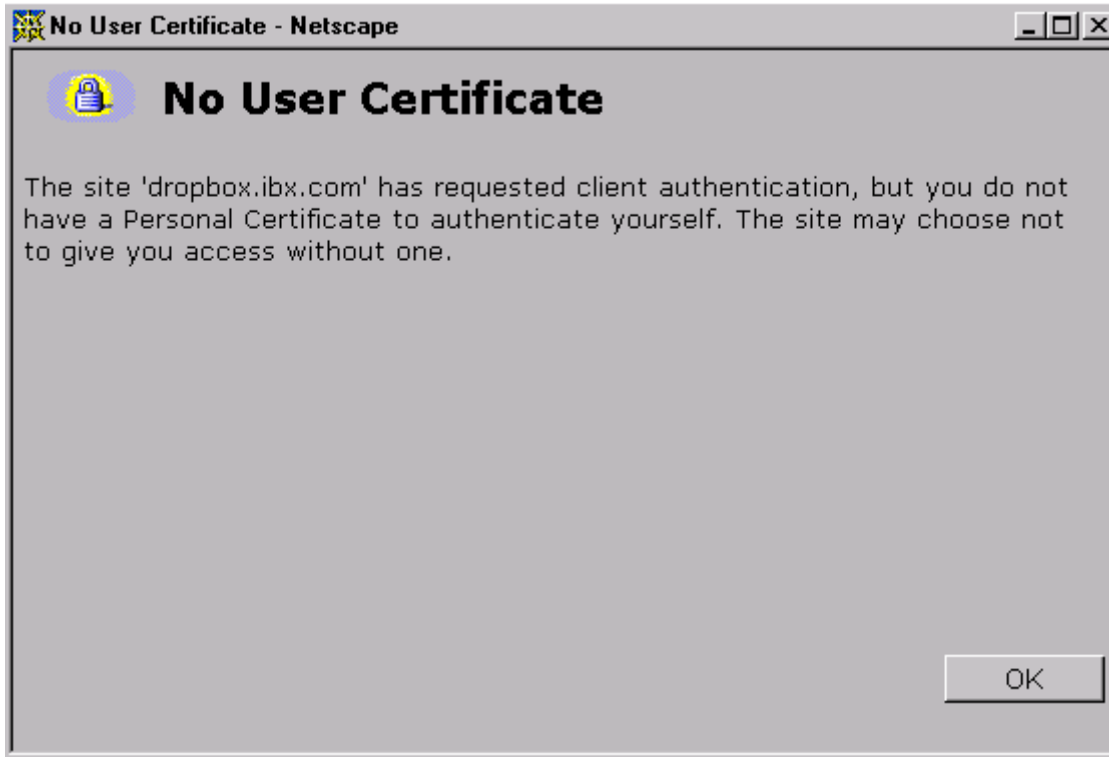 No User Certificate - Netscape
No User Certificate
The site 'dropbox.ibx.com' has requested client authentication, but you do not
have a Personal Certificate to authenticate yourself. The site may choose not
to give you access without one.
OK